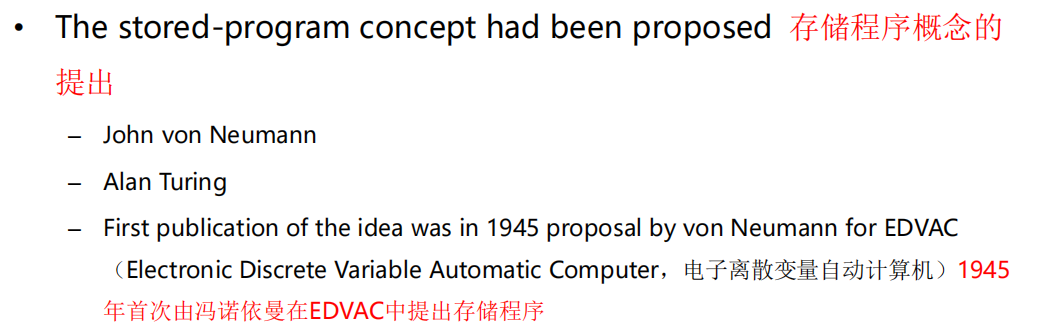 • The stored-program concept had been proposed 存储程序概念的
提出
– John von Neumann
– Alan Turing
– First publication of the idea was in 1945 proposal by von Neumann for EDVAC
（Electronic Discrete Variable Automatic Computer，电子离散变量自动计算机）1945
年首次由冯诺依曼在EDVAC中提出存储程序